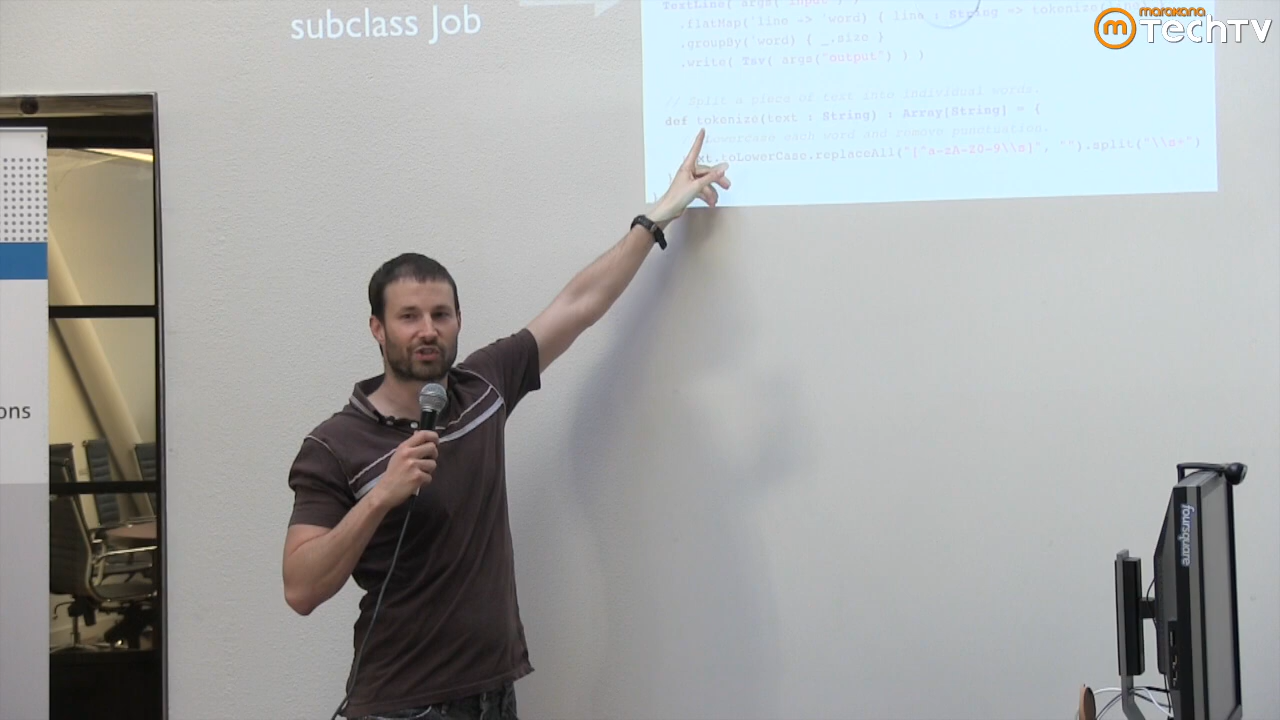 subclass Job
marakana
TechTV
TextLine( args("input") )
.flatMap('line -> 'word) { line : String => tokenize(
.groupBy('word) { _.size }
.write( Tsv( args("output") ) )
// Split a piece of text into individual words.
def tokenize(text : String) : Array[String] = {
Lowercase each word and remove punctuation.
xt.toLowerCase.replaceAll("[^a-zA-Z0-9\\s]", "").split("\\s+")
}
}
ons
foursquare